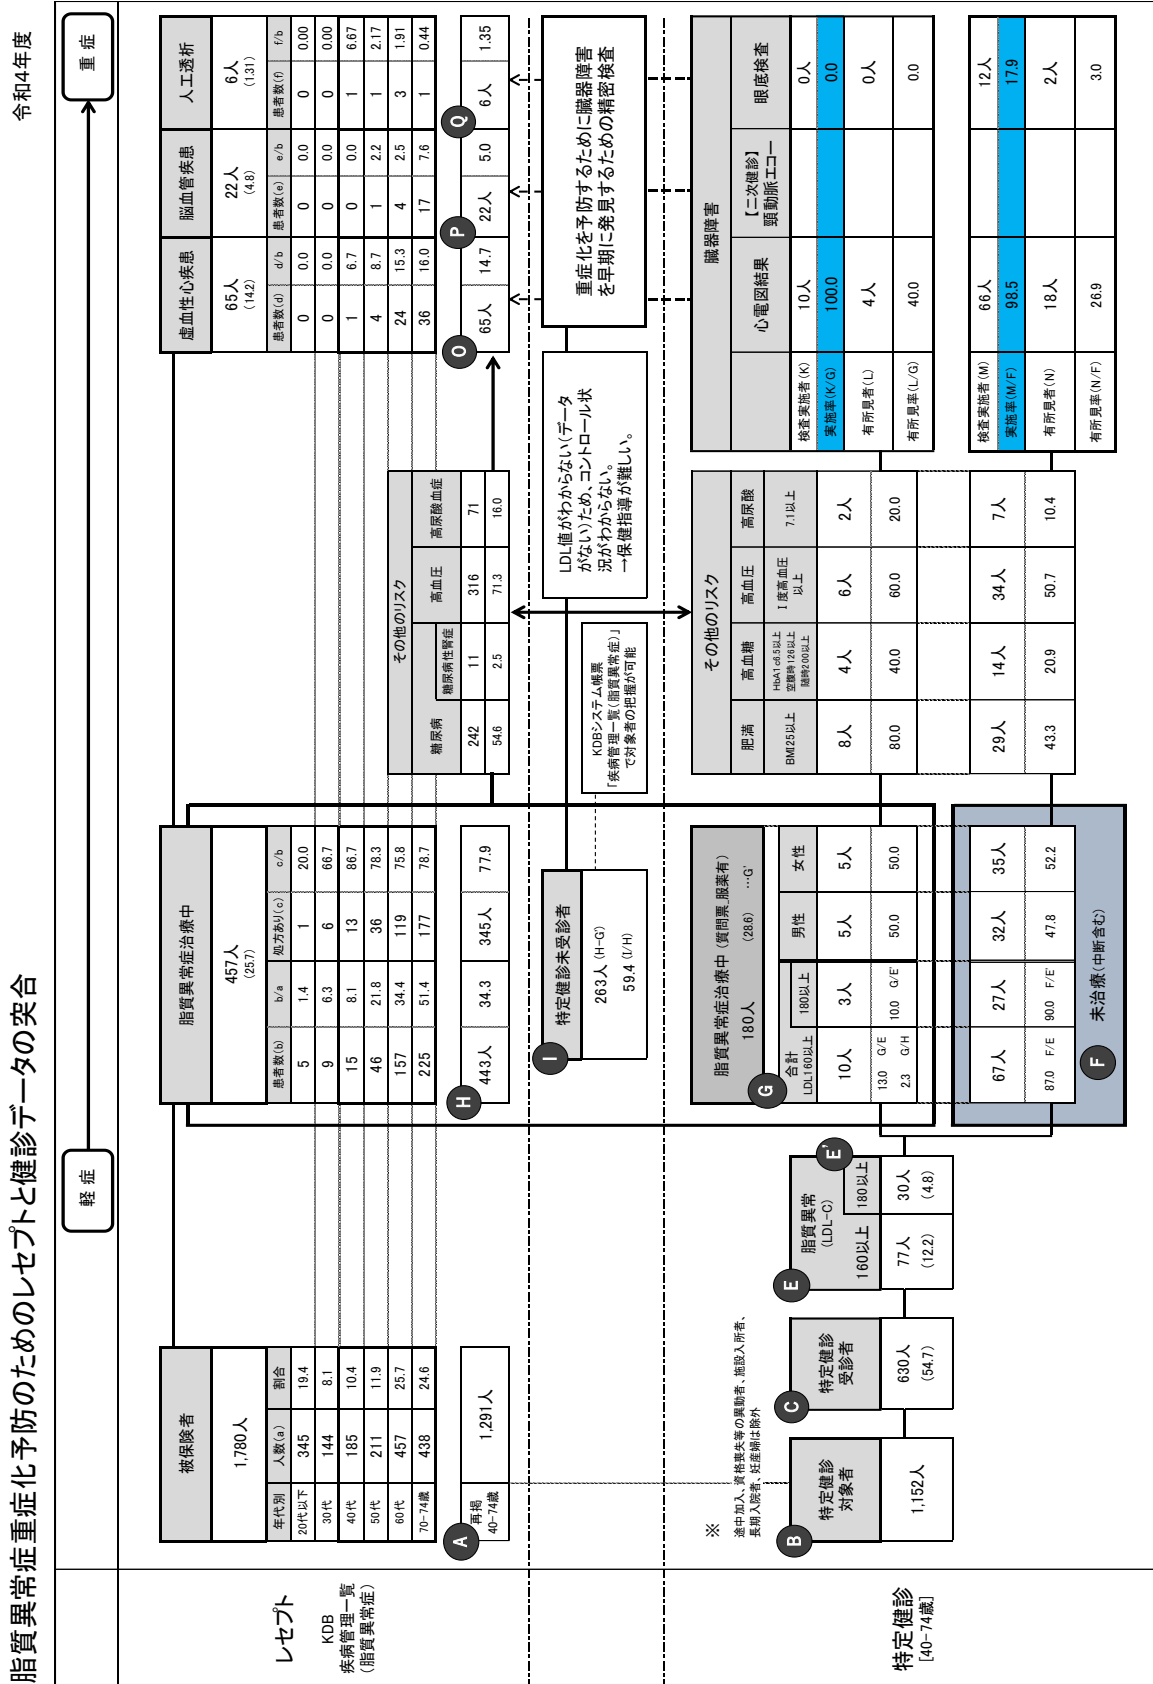 脂質異常症重症化予防のためのレセプトと健診データの突合
令和4年度
軽症
重症
レセプト
KDB
疾病管理一覧
(脂質異常症)
被保険者
1,780人
年代別 人数(a) 割合
20代以下 345 19.4
30代 144 8.1
40代 185 10.4
50代 211 11.9
60代 457 25.7
70-74歳 438 24.6
A
再掲
40-74歳
1,291人
脂質異常症治療中
457人
(25.7)
患者数(b) b/a 処方あり(c) c/b
5 1.4 1 20.0
9 6.3 6 66.7
15 8.1 13 86.7
46 21.8 36 78.3
157 34.4 119 75.8
225 51.4 177 78.7
H
443人 34.3 345人 77.9
その他のリスク
糖尿病 糖尿病性腎症 高血圧 高尿酸血症
242 11 316 71
54.6 2.5 71.3 16.0
虚血性心疾患 脳血管疾患 人工透析
65人 22人 6人
(14.2) (4.8) (1.31)
患者数(d) d/b 患者数(e) e/b 患者数(f) f/b
0 0.0 0 0.0 0 0.00
0 0.0 0 0.0 0 0.00
1 6.7 0 0.0 1 6.67
4 8.7 1 2.2 1 2.17
24 15.3 4 2.5 3 1.91
36 16.0 17 7.6 1 0.44
O P Q
65人 14.7 22人 5.0 6人 1.35
I
特定健診未受診者
263人 (H-G')
59.4 (I/H)
KDBシステム帳票
「疾病管理一覧(脂質異常症)」
で対象者の把握が可能
LDL値がわからない(データ
がない)ため、コントロール状
況がわからない。
→保健指導が難しい。
重症化を予防するために臓器障害
を早期に発見するための精密検査
特定健診
[40-74歳]
※
途中加入、資格喪失等の異動者、施設入所者、
長期入院者、妊産婦は除外
B
特定健診
対象者
1,152人
C
特定健診
受診者
630人
(54.7)
E
E'
脂質異常
(LDL-C)
160以上 180以上
77人 30人
(12.2) (4.8)
脂質異常症治療中 (質問票_服薬有)
180人 (28.6) …G'
G
合計
LDL160以上
180以上 男性 女性
10人 3人 5人 5人
13.0 G/E 10.0 G/E' 50.0 50.0
2.3 G/H
67人 27人 32人 35人
87.0 F/E 90.0 F/E' 47.8 52.2
F
未治療(中断含む)
その他のリスク
肥満 高血糖 高血圧 高尿酸
BMI25以上
HbA1c6.5以上
空腹時126以上
随時200以上
Ⅰ度高血圧
以上
7.1以上
8人 4人 6人 2人
80.0 40.0 60.0 20.0
29人 14人 34人 7人
43.3 20.9 50.7 10.4
臓器障害
心電図結果
【二次健診】
頸動脈エコー
眼底検査
検査実施者(K) 10人 0人
実施率(K/G) 100.0 0.0
有所見者(L) 4人 0人
有所見率(L/G) 40.0 0.0
検査実施者(M) 66人 12人
実施率(M/F) 98.5 17.9
有所見者(N) 18人 2人
有所見率(N/F) 26.9 3.0